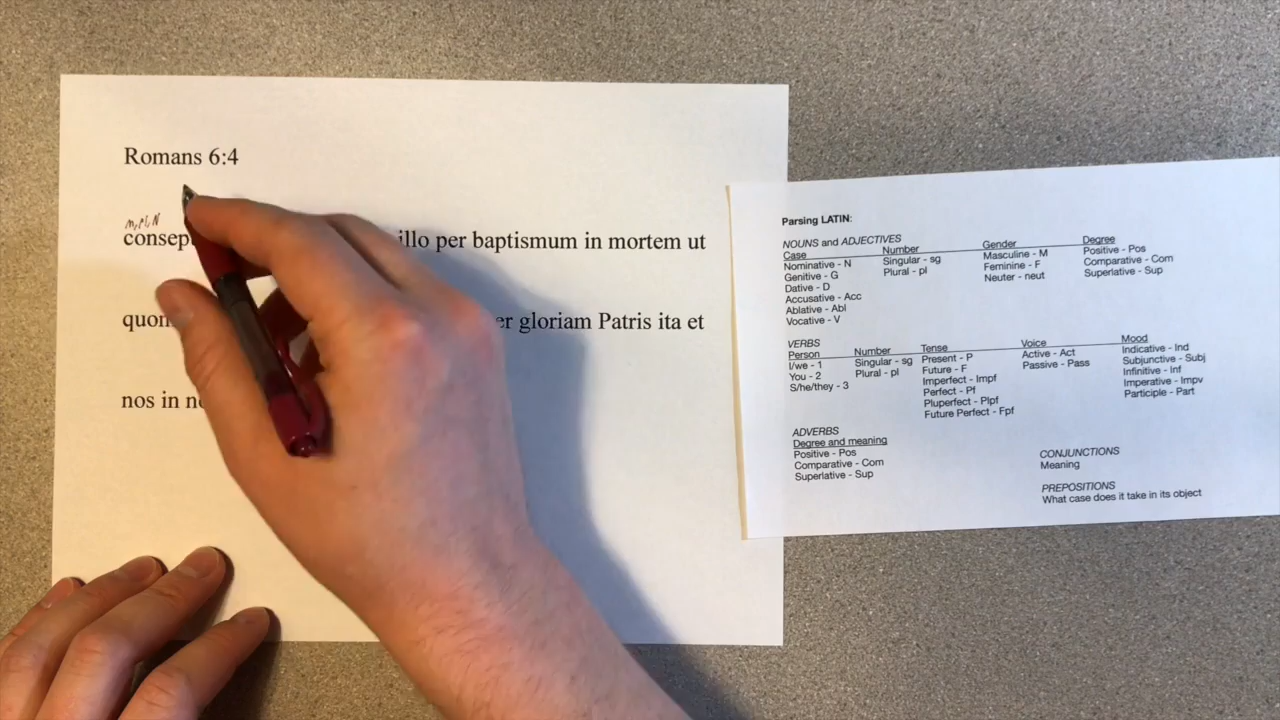 Romans 6:4
m, pl, N
illo per baptismum in mortem ut
gloriam Patris ita et
nos in
Parsing LATIN:
NOUNS and ADJECTIVES
Case Number Gender Degree
Nominative - N Singular - sg Masculine - M Positive - Pos
Genitive - G Plural - pl Feminine - F Comparative - Com
Dative - D Neuter - neut Superlative - Sup
Accusative - Acc
Ablative - Abl
Vocative - V
VERBS
Person Number Tense Voice Mood
I/we - 1 Singular - sg Present - P Active - Act Indicative - Ind
You - 2 Plural - pl Future - F Passive - Pass Subjunctive - Subj
S/he/they - 3 Imperfect - Impf Infinitive - Inf
Perfect - Pf Imperative - Impv
Pluperfect - Plpf Participle - Part
Future Perfect - Fpf
ADVERBS
Degree and meaning
Positive - Pos
Comparative - Com
Superlative - Sup
CONJUNCTIONS
Meaning
PREPOSITIONS
What case does it take in its object